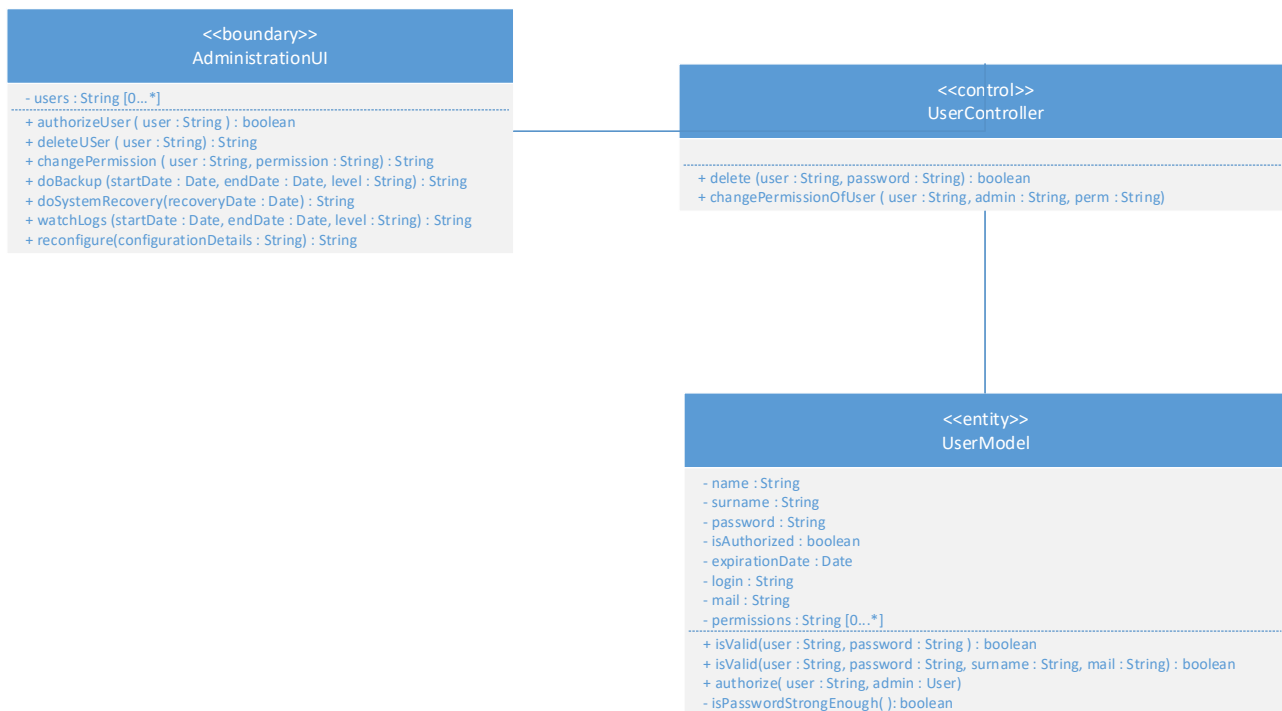 <<boundary>>
AdministrationUI
- users : String [0...*]
+ authorizeUser ( user : String ) : boolean
+ deleteUSer ( user : String) : String
+ changePermission ( user : String, permission : String) : String
+ doBackup (startDate : Date, endDate : Date, level : String) : String
+ doSystemRecovery(recoveryDate : Date) : String
+ watchLogs (startDate : Date, endDate : Date, level : String) : String
+ reconfigure(configurationDetails : String) : String
<<control>>
UserController
+ delete (user : String, password : String) : boolean
+ changePermissionOfUser ( user : String, admin : String, perm : String)
<<entity>>
UserModel
- name : String
- surname : String
- password : String
- isAuthorized : boolean
- expirationDate : Date
- login : String
- mail : String
- permissions : String [0...*]
+ isValid(user : String, password : String ) : boolean
+ isValid(user : String, password : String, surname : String, mail : String) : boolean
+ authorize( user : String, admin : User)
- isPasswordStrongEnough( ): boolean